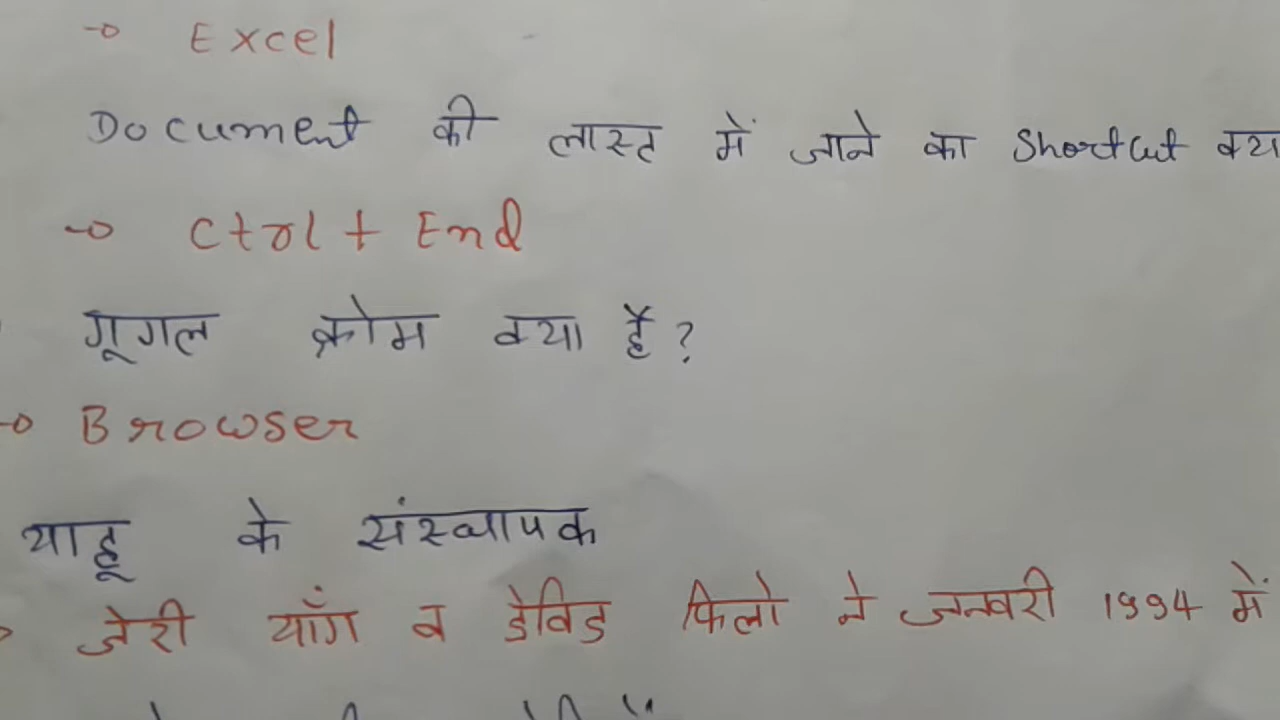 → Excel
Document की लास्ट में जाने का Shortcut क्या
→ Ctrl + End
गूगल क्रोम क्या है ?
→ Browser
याहू के संस्थापक
→ जेरी याँग व डेविड फिलो ने जनवरी 1994 में